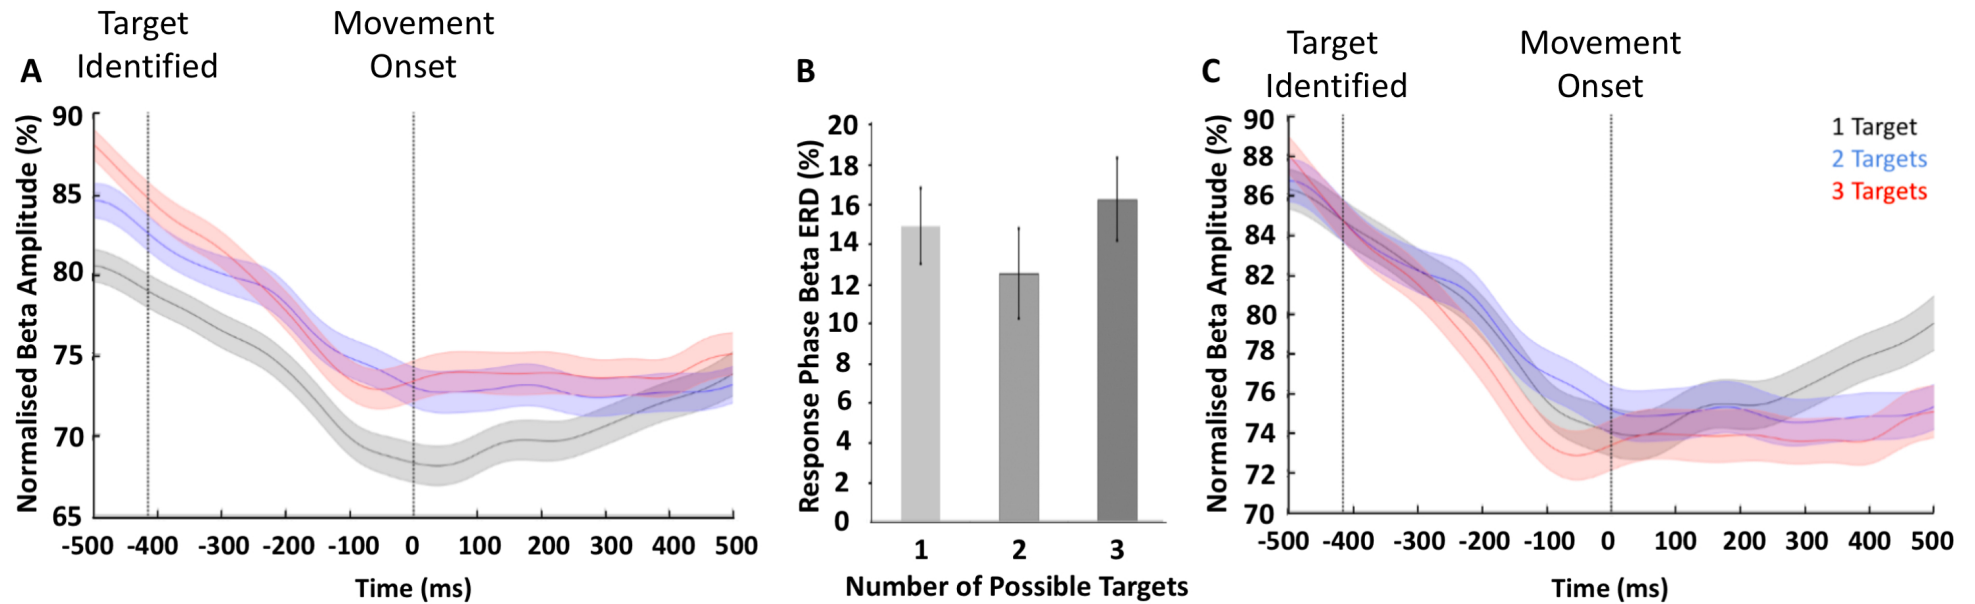 A
Target
Identified
Movement
Onset
Normalised Beta Amplitude (%)
90
85
80
75
70
65
-500 -400 -300 -200 -100 0 100 200 300 400 500
Time (ms)
B
Response Phase Beta ERD (%)
20
18
16
14
12
10
8
6
4
2
0
1 2 3
Number of Possible Targets
C
Target
Identified
Movement
Onset
1 Target
2 Targets
3 Targets
Normalised Beta Amplitude (%)
90
88
86
84
82
80
78
76
74
72
70
-500 -400 -300 -200 -100 0 100 200 300 400 500
Time (ms)